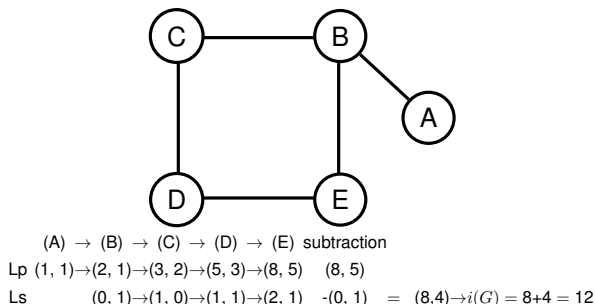 C
B
A
D
E
(A) → (B) → (C) → (D) → (E) subtraction
Lp (1, 1)→(2, 1)→(3, 2)→(5, 3)→(8, 5) (8, 5)
Ls (0, 1)→(1, 0)→(1, 1)→(2, 1) -(0, 1) = (8.4)→i(G) = 8+4 = 12